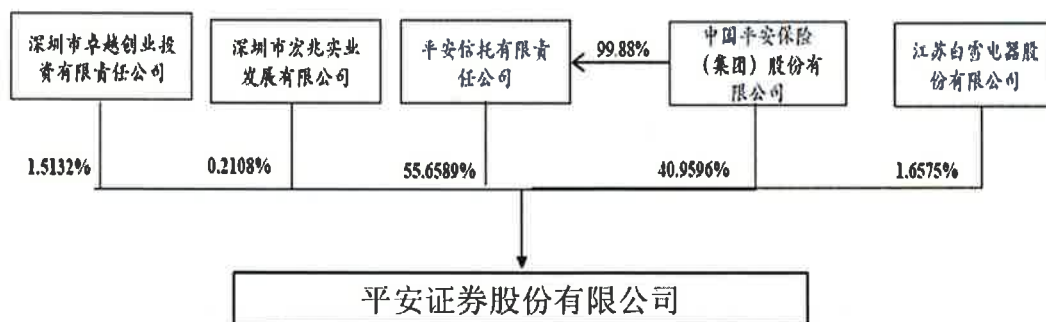 深圳市卓越创业投
资有限责任公司
深圳市宏兆实业
发展有限公司
平安信托有限责
任公司
99.88%
中国平安保险
（集团）股份有
限公司
江苏白雪电器股
份有限公司
1.5132%
0.2108%
55.6589%
40.9596%
1.6575%
平安证券股份有限公司